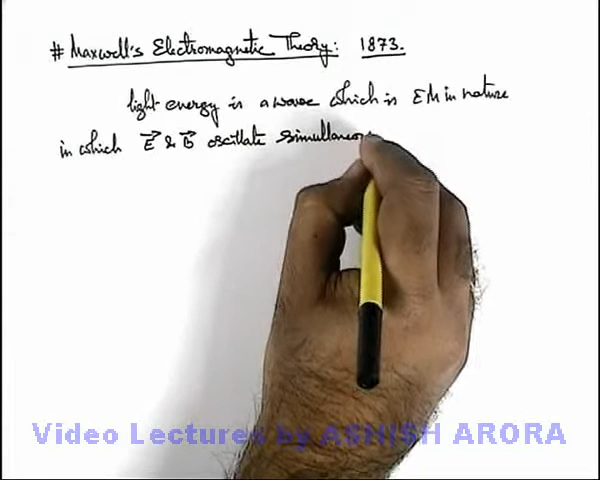 # Maxwell's Electromagnetic Theory: 1873.
light energy is a wave which is EM in nature
in which E⃗ & B⃗ oscillate simultaneo
Video Lectures by ASHISH ARORA